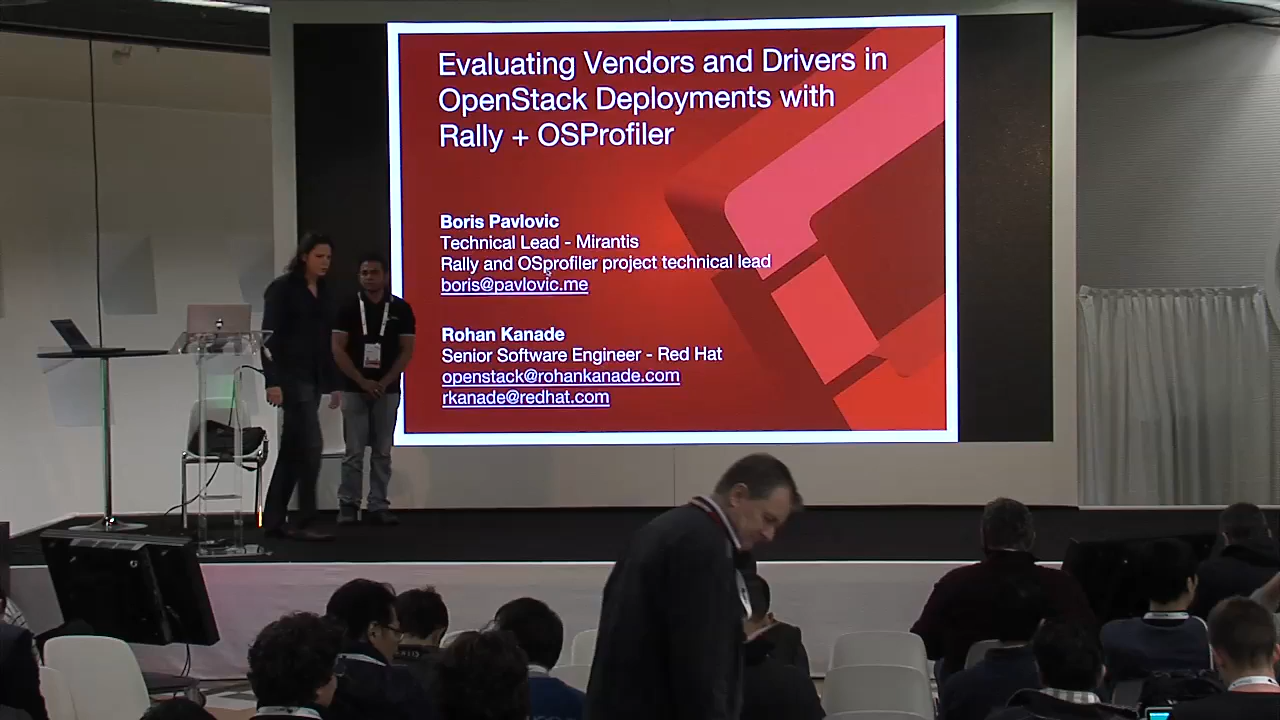 Evaluating Vendors and Drivers in
OpenStack Deployments with
Rally + OSProfiler
Boris Pavlovic
Technical Lead - Mirantis
Rally and OSprofiler project technical lead
boris@pavlovic.me
Rohan Kanade
Senior Software Engineer - Red Hat
openstack@rohankanade.com
rkanade@redhat.com